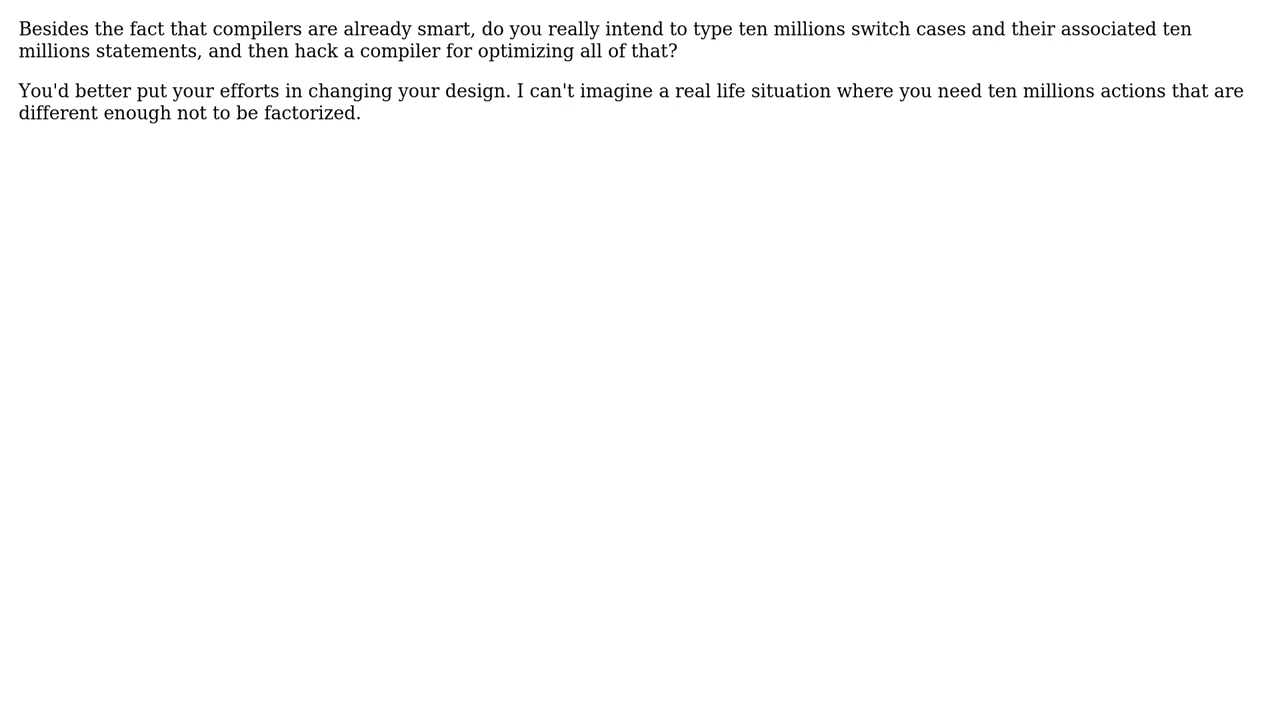 Besides the fact that compilers are already smart, do you really intend to type ten millions switch cases and their associated ten
millions statements, and then hack a compiler for optimizing all of that?
You'd better put your efforts in changing your design. I can't imagine a real life situation where you need ten millions actions that are
different enough not to be factorized.